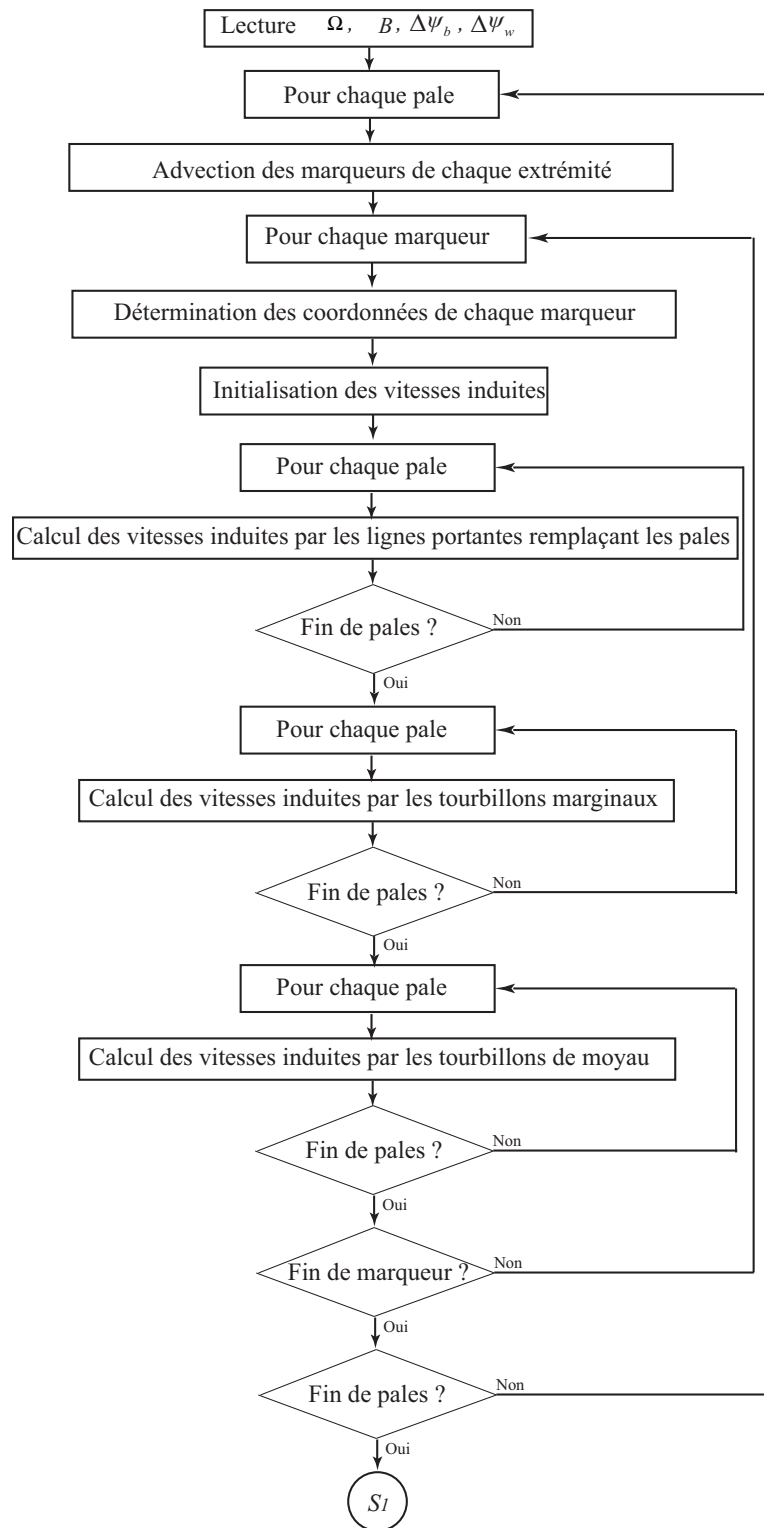 Lecture Ω, B, Δψ_b, Δψ_w
Pour chaque pale
Advection des marqueurs de chaque extrémité
Pour chaque marqueur
Détermination des coordonnées de chaque marqueur
Initialisation des vitesses induites
Pour chaque pale
Calcul des vitesses induites par les lignes portantes remplaçant les pales
Fin de pales ?
Non
Oui
Pour chaque pale
Calcul des vitesses induites par les tourbillons marginaux
Fin de pales ?
Non
Oui
Pour chaque pale
Calcul des vitesses induites par les tourbillons de moyau
Fin de pales ?
Non
Oui
Fin de marqueur ?
Non
Oui
Fin de pales ?
Non
Oui
S1